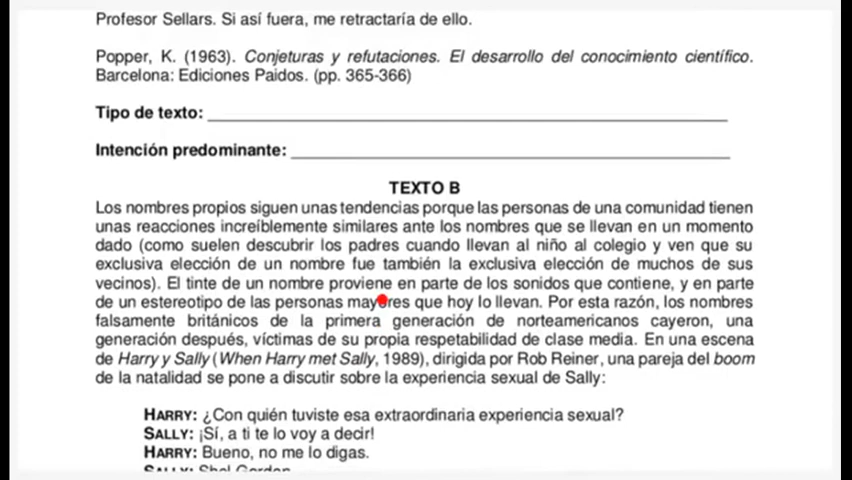 Profesor Sellars. Si así fuera, me retractaría de ello.
Popper, K. (1963). Conjeturas y refutaciones. El desarrollo del conocimiento científico.
Barcelona: Ediciones Paidos. (pp. 365-366)
Tipo de texto:
Intención predominante:
TEXTO B
Los nombres propios siguen unas tendencias porque las personas de una comunidad tienen
unas reacciones increíblemente similares ante los nombres que se llevan en un momento
dado (como suelen descubrir los padres cuando llevan al niño al colegio y ven que su
exclusiva elección de un nombre fue también la exclusiva elección de muchos de sus
vecinos). El tinte de un nombre proviene en parte de los sonidos que contiene, y en parte
de un estereotipo de las personas mayores que hoy lo llevan. Por esta razón, los nombres
falsamente británicos de la primera generación de norteamericanos cayeron, una
generación después, víctimas de su propia respetabilidad de clase media. En una escena
de Harry y Sally (When Harry met Sally, 1989), dirigida por Rob Reiner, una pareja del boom
de la natalidad se pone a discutir sobre la experiencia sexual de Sally:
HARRY: ¿Con quién tuviste esa extraordinaria experiencia sexual?
SALLY: ¡Sí, a ti te lo voy a decir!
HARRY: Bueno, no me lo digas.
SALLY: Shel Gordon.